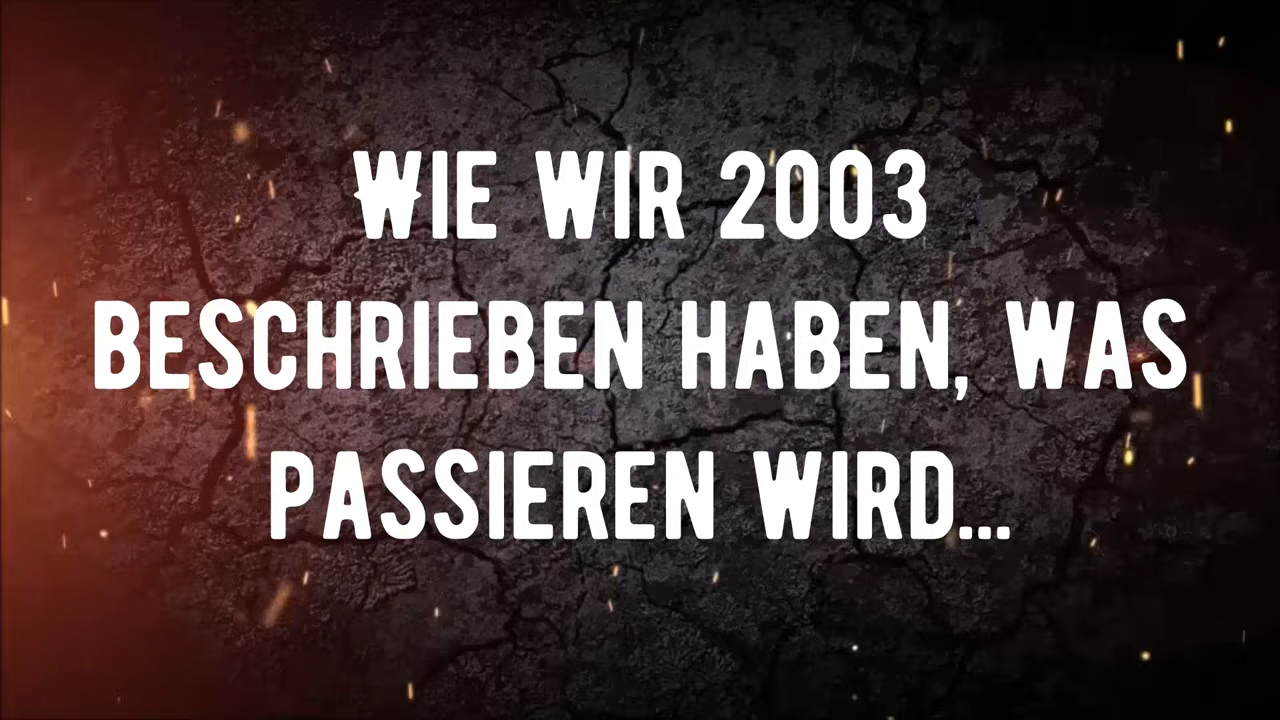 WIE WIR 2003
BESCHRIEBEN HABEN, WAS
PASSIEREN WIRD...